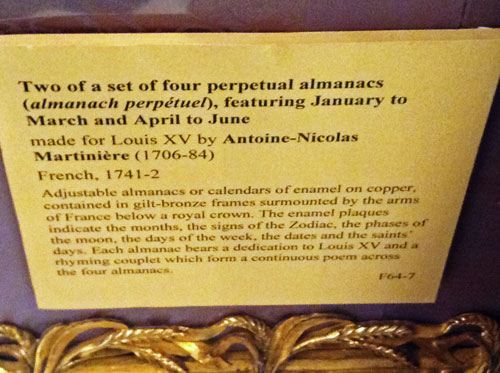 Two of a set of four perpetual almanacs
(almanach perpétuel), featuring January to
March and April to June
made for Louis XV by Antoine-Nicolas
Martinière (1706-84)
French, 1741-2
Adjustable almanacs or calendars of enamel on copper,
contained in gilt-bronze frames surmounted by the arms
of France below a royal crown. The enamel plaques
indicate the months, the signs of the Zodiac, the phases of
the moon, the days of the week, the dates and the saints'
days. Each almanac bears a dedication to Louis XV and a
rhyming couplet which form a continuous poem across
the four almanacs.
F64-7